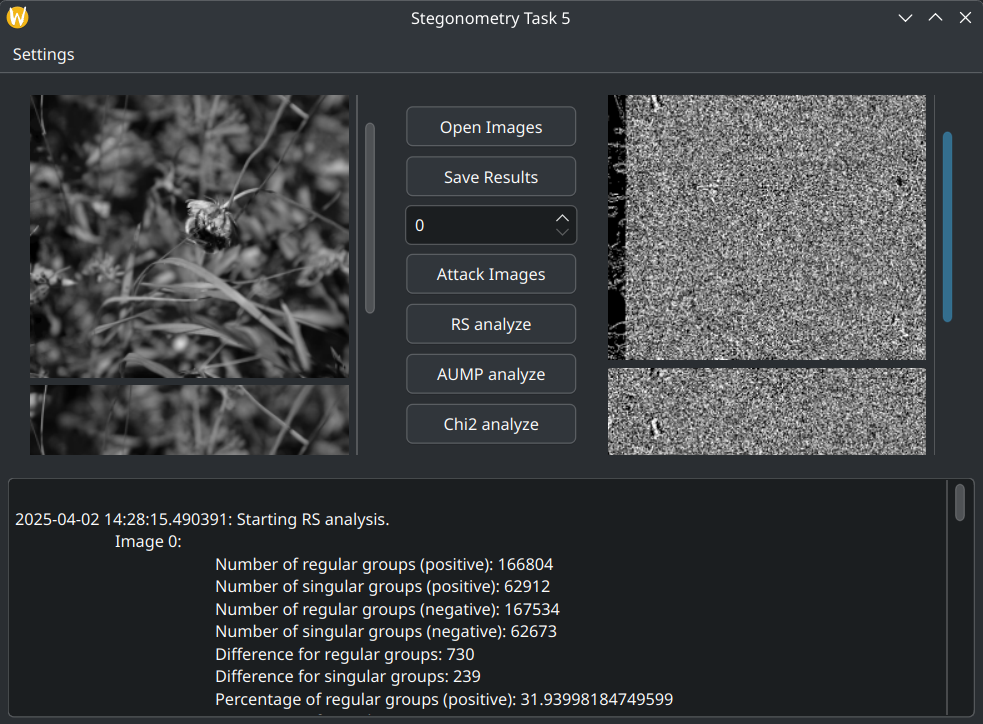 Stegonometry Task 5
Settings
Open Images
Save Results
0
Attack Images
RS analyze
AUMP analyze
Chi2 analyze
2025-04-02 14:28:15.490391: Starting RS analysis.
Image 0:
Number of regular groups (positive): 166804
Number of singular groups (positive): 62912
Number of regular groups (negative): 167534
Number of singular groups (negative): 62673
Difference for regular groups: 730
Difference for singular groups: 239
Percentage of regular groups (positive): 31.93998184749599